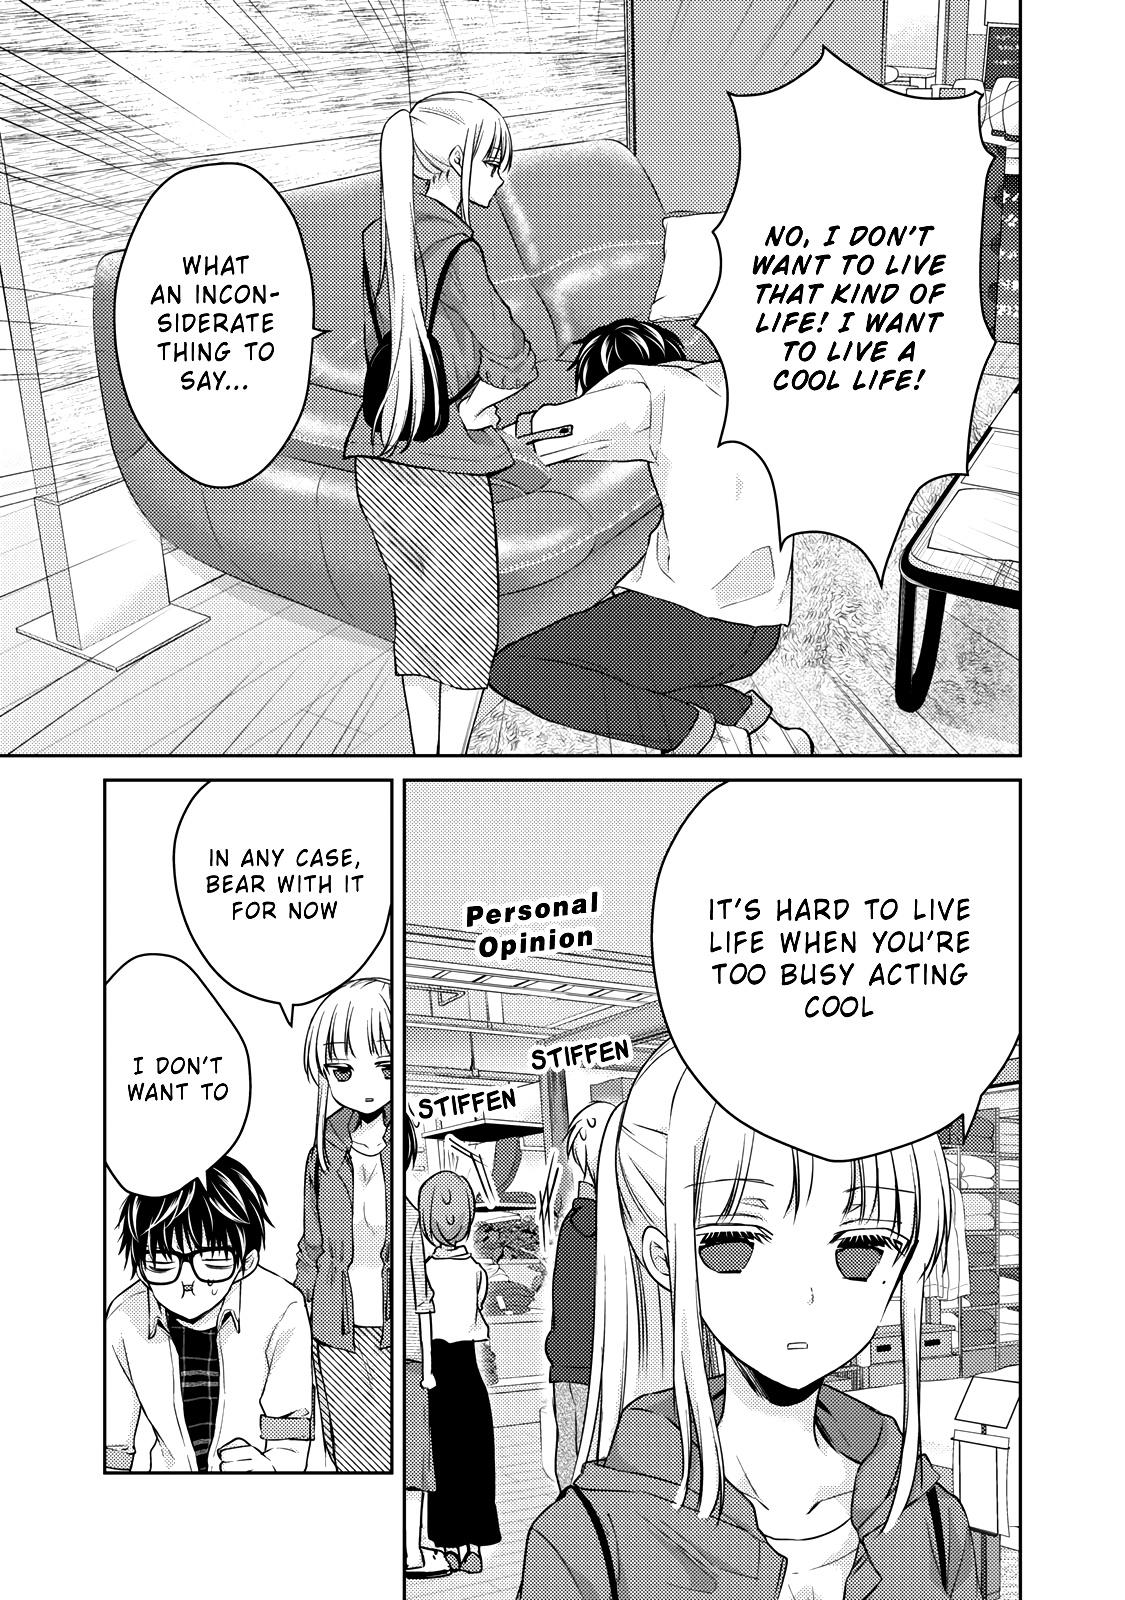 NO, I DON'T
WANT TO LIVE
THAT KIND OF
LIFE! I WANT
TO LIVE A
COOL LIFE!
WHAT
AN INCON-
SIDERATE
THING TO
SAY...
IT'S HARD TO LIVE
LIFE WHEN YOU'RE
TOO BUSY ACTING
COOL
Personal
Opinion
STIFFEN
STIFFEN
IN ANY CASE,
BEAR WITH IT
FOR NOW
I DON'T
WANT TO